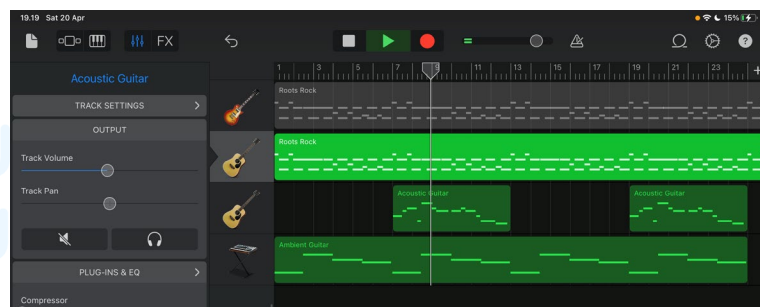 19.19 Sat 20 Apr
15%
FX
?
Acoustic Guitar
TRACK SETTINGS
OUTPUT
Track Volume
Track Pan
PLUG-INS & EQ
Compressor
1 3 5 7 9 11 13 15 17 19 21 23
+
Roots Rock
Roots Rock
Acoustic Guitar Acoustic Guitar
Ambient Guitar